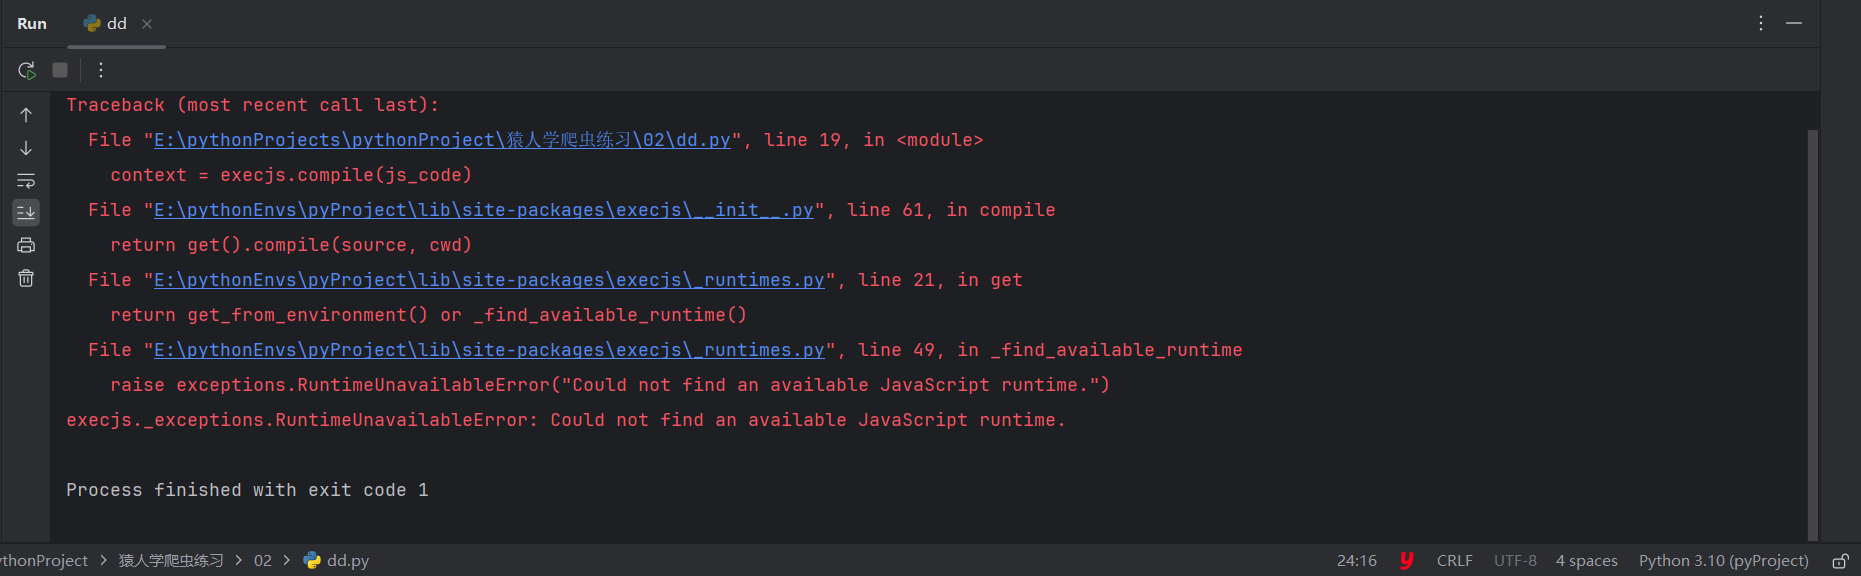 Run dd
Traceback (most recent call last):
File "E:\pythonProjects\pythonProject\猿人学爬虫练习\02\dd.py", line 19, in <module>
context = execjs.compile(js_code)
File "E:\pythonEnvs\pyProject\lib\site-packages\execjs\__init__.py", line 61, in compile
return get().compile(source, cwd)
File "E:\pythonEnvs\pyProject\lib\site-packages\execjs\_runtimes.py", line 21, in get
return get_from_environment() or _find_available_runtime()
File "E:\pythonEnvs\pyProject\lib\site-packages\execjs\_runtimes.py", line 49, in _find_available_runtime
raise exceptions.RuntimeUnavailableError("Could not find an available JavaScript runtime.")
execjs._exceptions.RuntimeUnavailableError: Could not find an available JavaScript runtime.
Process finished with exit code 1
ythonProject > 猿人学爬虫练习 > 02 > dd.py 24:16 y CRLF UTF-8 4 spaces Python 3.10 (pyProject)